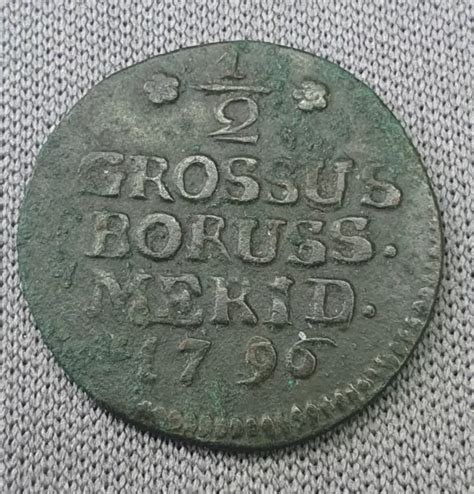 1/2
GROSSUS
BORUSS.
MERID.
1796